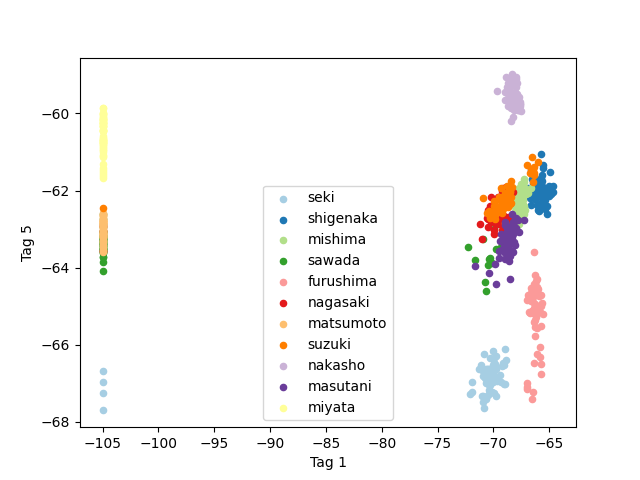 −60
−62
−64
−66
−68
Tag 5
seki
shigenaka
mishima
sawada
furushima
nagasaki
matsumoto
suzuki
nakasho
masutani
miyata
−105 −100 −95 −90 −85 −80 −75 −70 −65
Tag 1